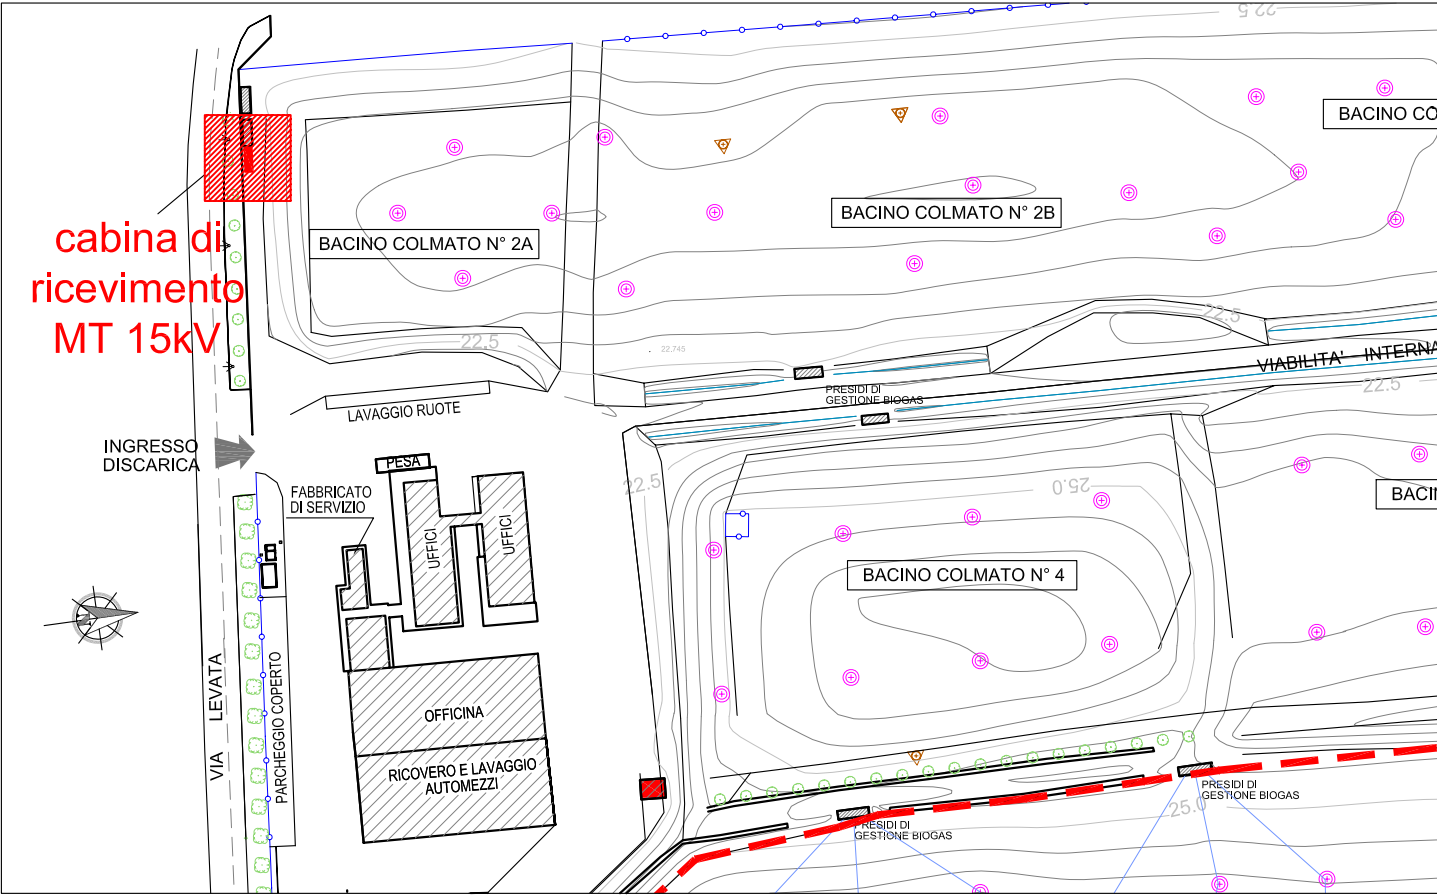 22.5
BACINO CO
BACINO COLMATO N° 2B
BACINO COLMATO N° 2A
cabina di
ricevimento
MT 15kV
22.5
22.5
22.745
VIABILITA' INTERNA
22.5
PRESIDI DI
GESTIONE BIOGAS
LAVAGGIO RUOTE
INGRESSO
DISCARICA
PESA
FABBRICATO
DI SERVIZIO
UFFICI
UFFICI
22.5
25.0
BACIN
BACINO COLMATO N° 4
VIA LEVATA
PARCHEGGIO COPERTO
OFFICINA
RICOVERO E LAVAGGIO
AUTOMEZZI
PRESIDI DI
GESTIONE BIOGAS
25.0
PRESIDI DI
GESTIONE BIOGAS